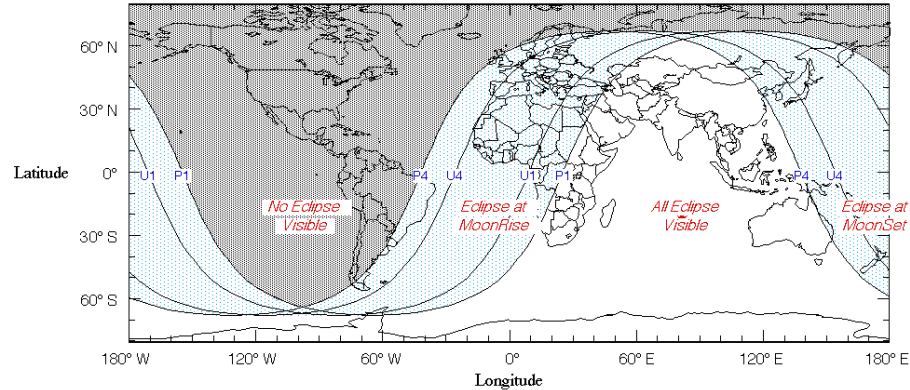 60° N
30° N
Latitude
0°
30° S
60° S
U1
P1
P4
U4
U1
P1
P4
U4
No Eclipse
Visible
Eclipse at
MoonRise
All Eclipse
Visible
Eclipse at
MoonSet
180° W
120° W
60° W
0°
60° E
120° E
180° E
Longitude